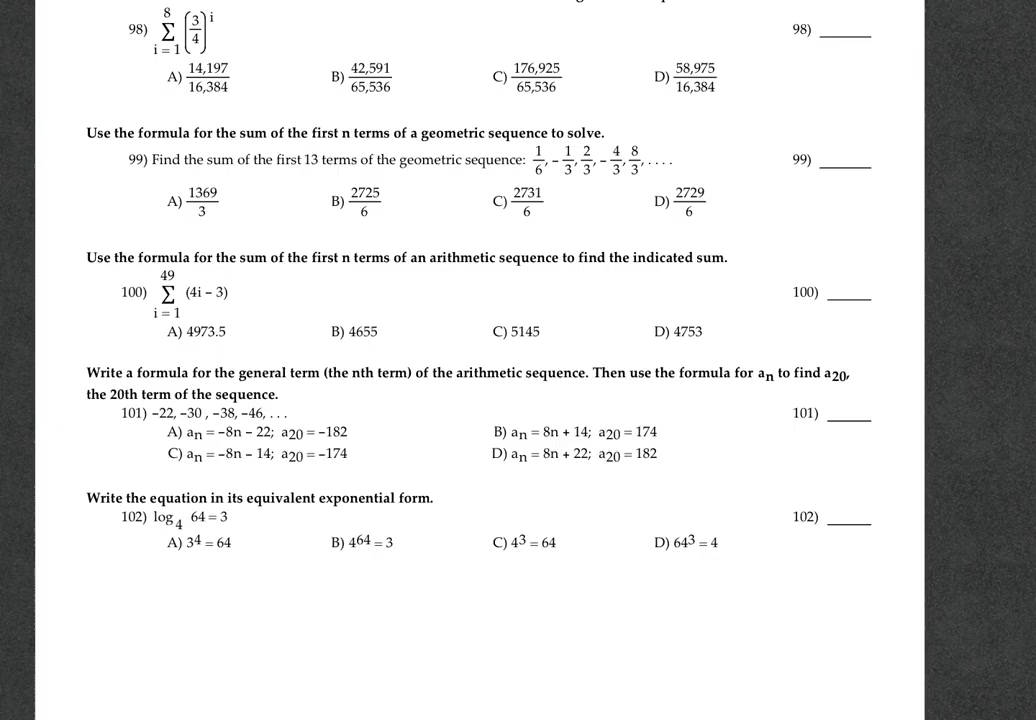 98) 8 Σ i = 1 (3/4)^i 98) ______
A) 14,197/16,384 B) 42,591/65,536 C) 176,925/65,536 D) 58,975/16,384
Use the formula for the sum of the first n terms of a geometric sequence to solve.
99) Find the sum of the first 13 terms of the geometric sequence: 1/6, – 1/3, 2/3, – 4/3, 8/3, . . . . 99) ______
A) 1369/3 B) 2725/6 C) 2731/6 D) 2729/6
Use the formula for the sum of the first n terms of an arithmetic sequence to find the indicated sum.
100) 49 Σ i = 1 (4i – 3) 100) ______
A) 4973.5 B) 4655 C) 5145 D) 4753
Write a formula for the general term (the nth term) of the arithmetic sequence. Then use the formula for a_n to find a_20,
the 20th term of the sequence.
101) –22, –30 , –38, –46, . . . 101) ______
A) a_n = –8n – 22; a_20 = –182 B) a_n = 8n + 14; a_20 = 174
C) a_n = –8n – 14; a_20 = –174 D) a_n = 8n + 22; a_20 = 182
Write the equation in its equivalent exponential form.
102) log_4 64 = 3 102) ______
A) 3^4 = 64 B) 4^64 = 3 C) 4^3 = 64 D) 64^3 = 4